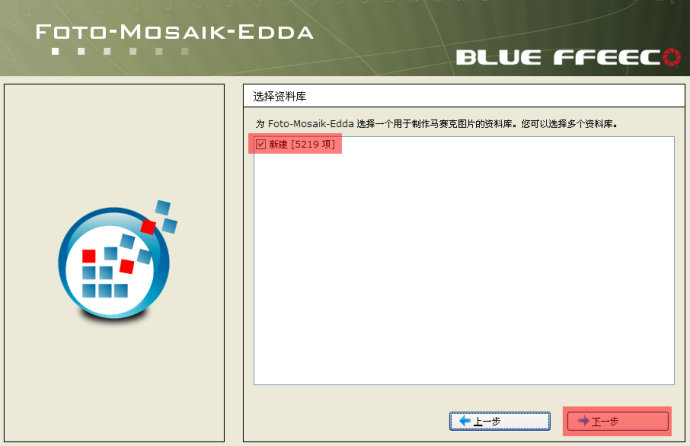 FOTO-MOSAIK-EDDA
BLUE FFEECO
选择资料库
为 Foto-Mosaik-Edda 选择一个用于制作马赛克图片的资料库。您可以选择多个资料库。
新建 [5219 项]
上一步
下一步